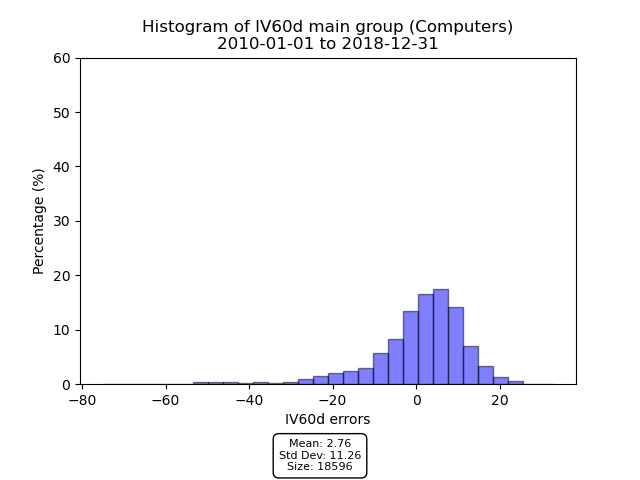 Histogram of IV60d main group (Computers)
2010-01-01 to 2018-12-31
60
50
40
30
20
10
0
Percentage (%)
−80 −60 −40 −20 0 20
IV60d errors
Mean: 2.76
Std Dev: 11.26
Size: 18596